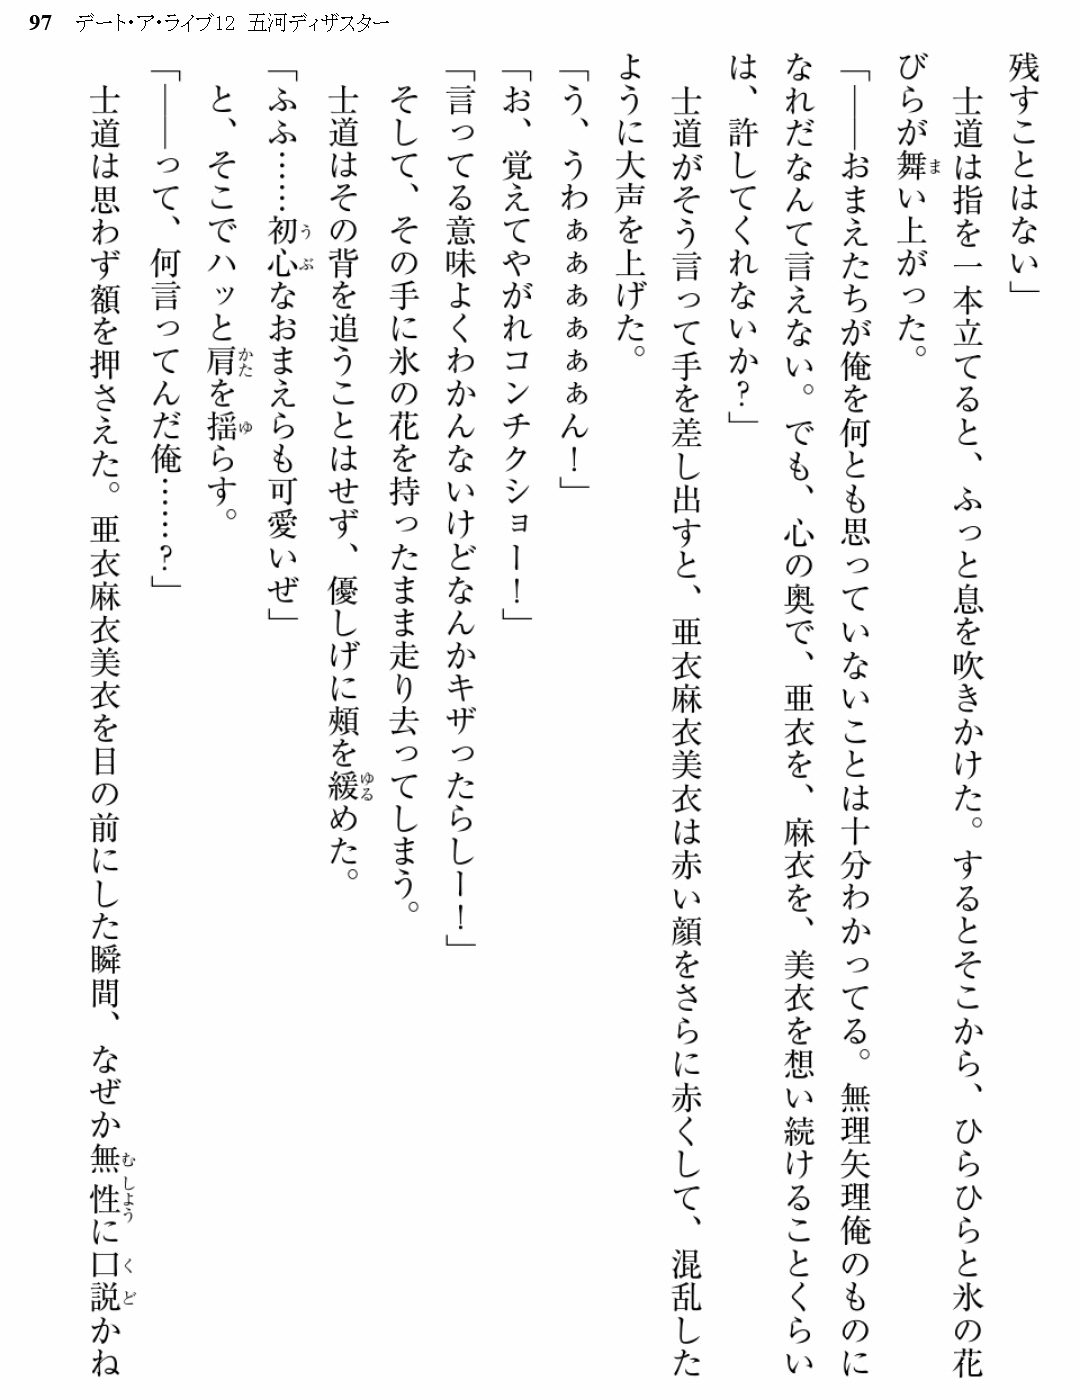 97 デート・ア・ライブ12 五河ディザスター
残すことはない」
　士道は指を一本立てると、ふっと息を吹きかけた。するとそこから、ひらひらと氷の花
びらが舞い上がった。
「――おまえたちが俺を何とも思っていないことは十分わかってる。無理矢理俺のものに
なれだなんて言えない。でも、心の奥で、亜衣を、麻衣を、美衣を想い続けることくらい
は、許してくれないか？」
　士道がそう言って手を差し出すと、亜衣麻衣美衣は赤い顔をさらに赤くして、混乱した
ように大声を上げた。
「う、うわぁぁぁぁぁぁん！」
「お、覚えてやがれコンチクショー！」
「言ってる意味よくわかんないけどなんかキザったらしー！」
　そして、その手に氷の花を持ったまま走り去ってしまう。
　士道はその背を追うことはせず、優しげに頰を緩めた。
「ふふ……初心なおまえらも可愛いぜ」
　と、そこでハッと肩を揺らす。
「――って、何言ってんだ俺……？」
　士道は思わず額を押さえた。亜衣麻衣美衣を目の前にした瞬間、なぜか無性に口説かね